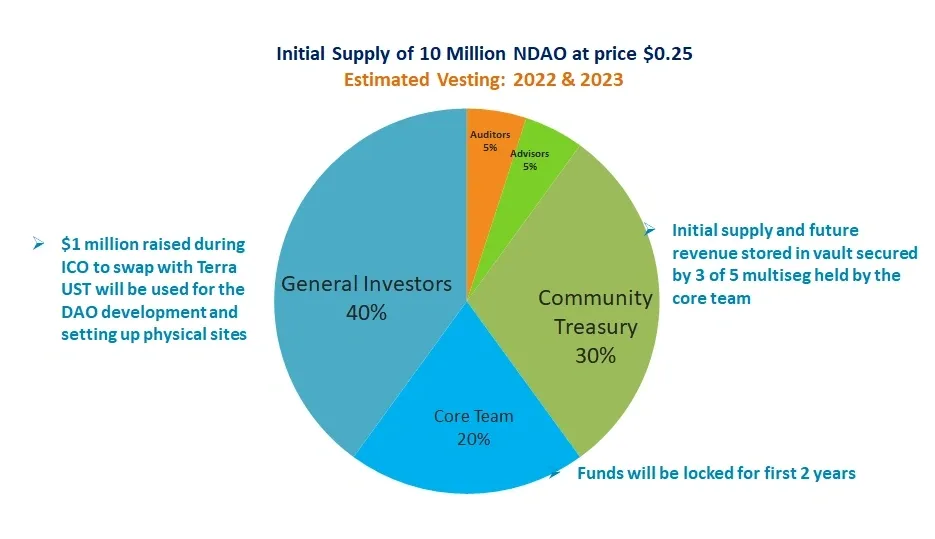 Initial Supply of 10 Million NDAO at price $0.25
Estimated Vesting: 2022 & 2023
Auditors
5%
Advisors
5%
$1 million raised during
ICO to swap with Terra
UST will be used for the
DAO development and
setting up physical sites
General Investors
40%
Community
Treasury
30%
Initial supply and future
revenue stored in vault secured
by 3 of 5 multiseg held by the
core team
Core Team
20%
Funds will be locked for first 2 years